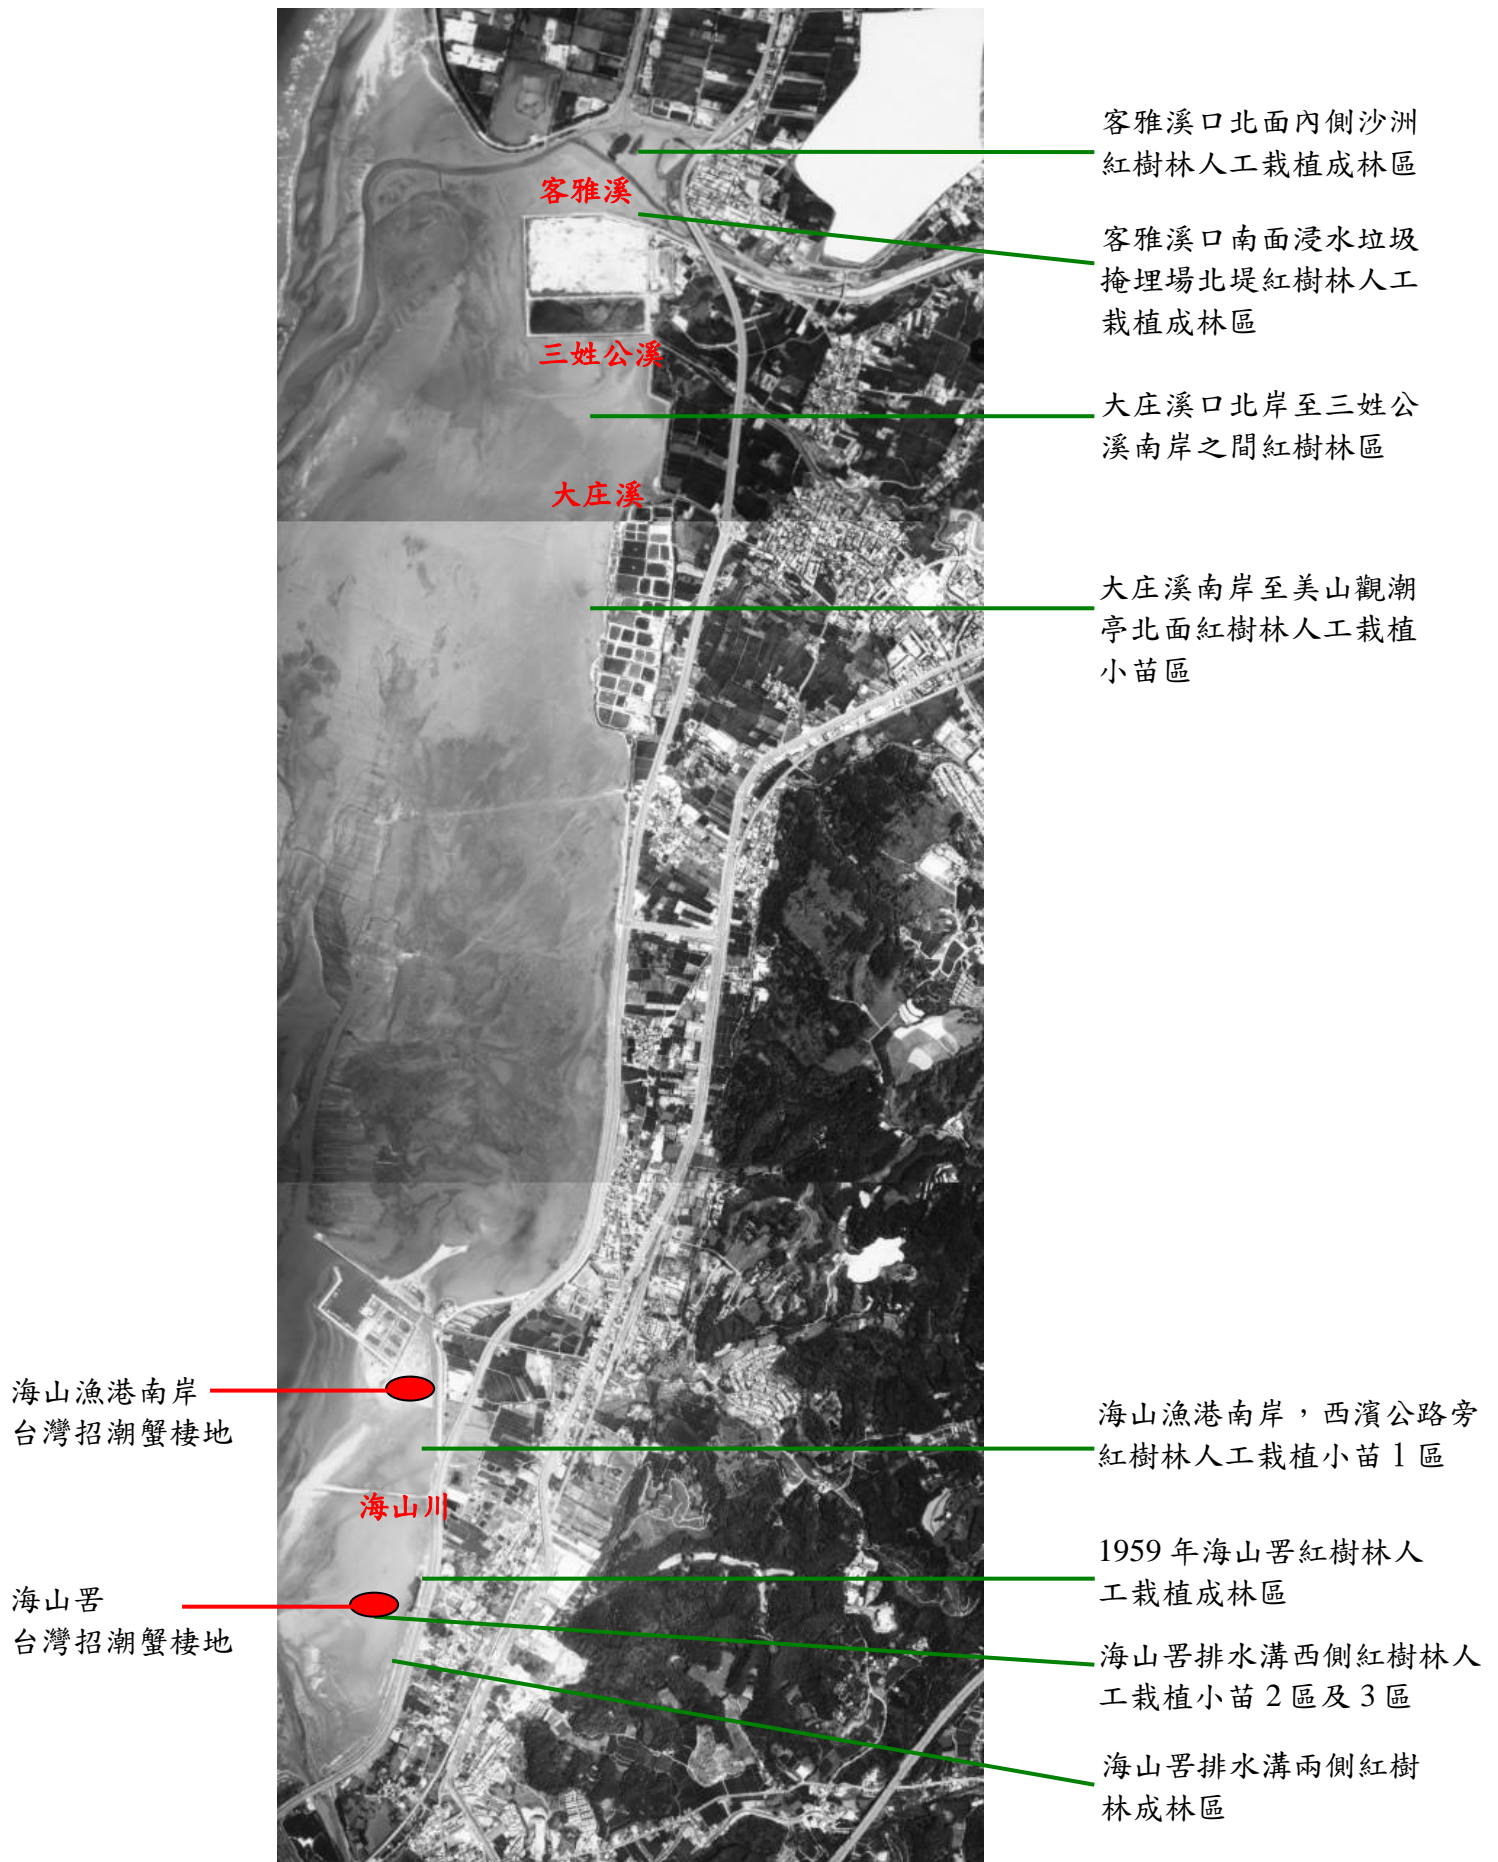 客雅溪口北面內側沙洲
紅樹林人工栽植成林區
客雅溪
客雅溪口南面浸水垃圾
掩埋場北堤紅樹林人工
栽植成林區
三姓公溪
大庄溪口北岸至三姓公
溪南岸之間紅樹林區
大庄溪
大庄溪南岸至美山觀潮
亭北面紅樹林人工栽植
小苗區
海山漁港南岸
台灣招潮蟹棲地
海山漁港南岸，西濱公路旁
紅樹林人工栽植小苗 1 區
海山川
1959 年海山罟紅樹林人
工栽植成林區
海山罟
台灣招潮蟹棲地
海山罟排水溝西側紅樹林人
工栽植小苗 2 區及 3 區
海山罟排水溝兩側紅樹
林成林區